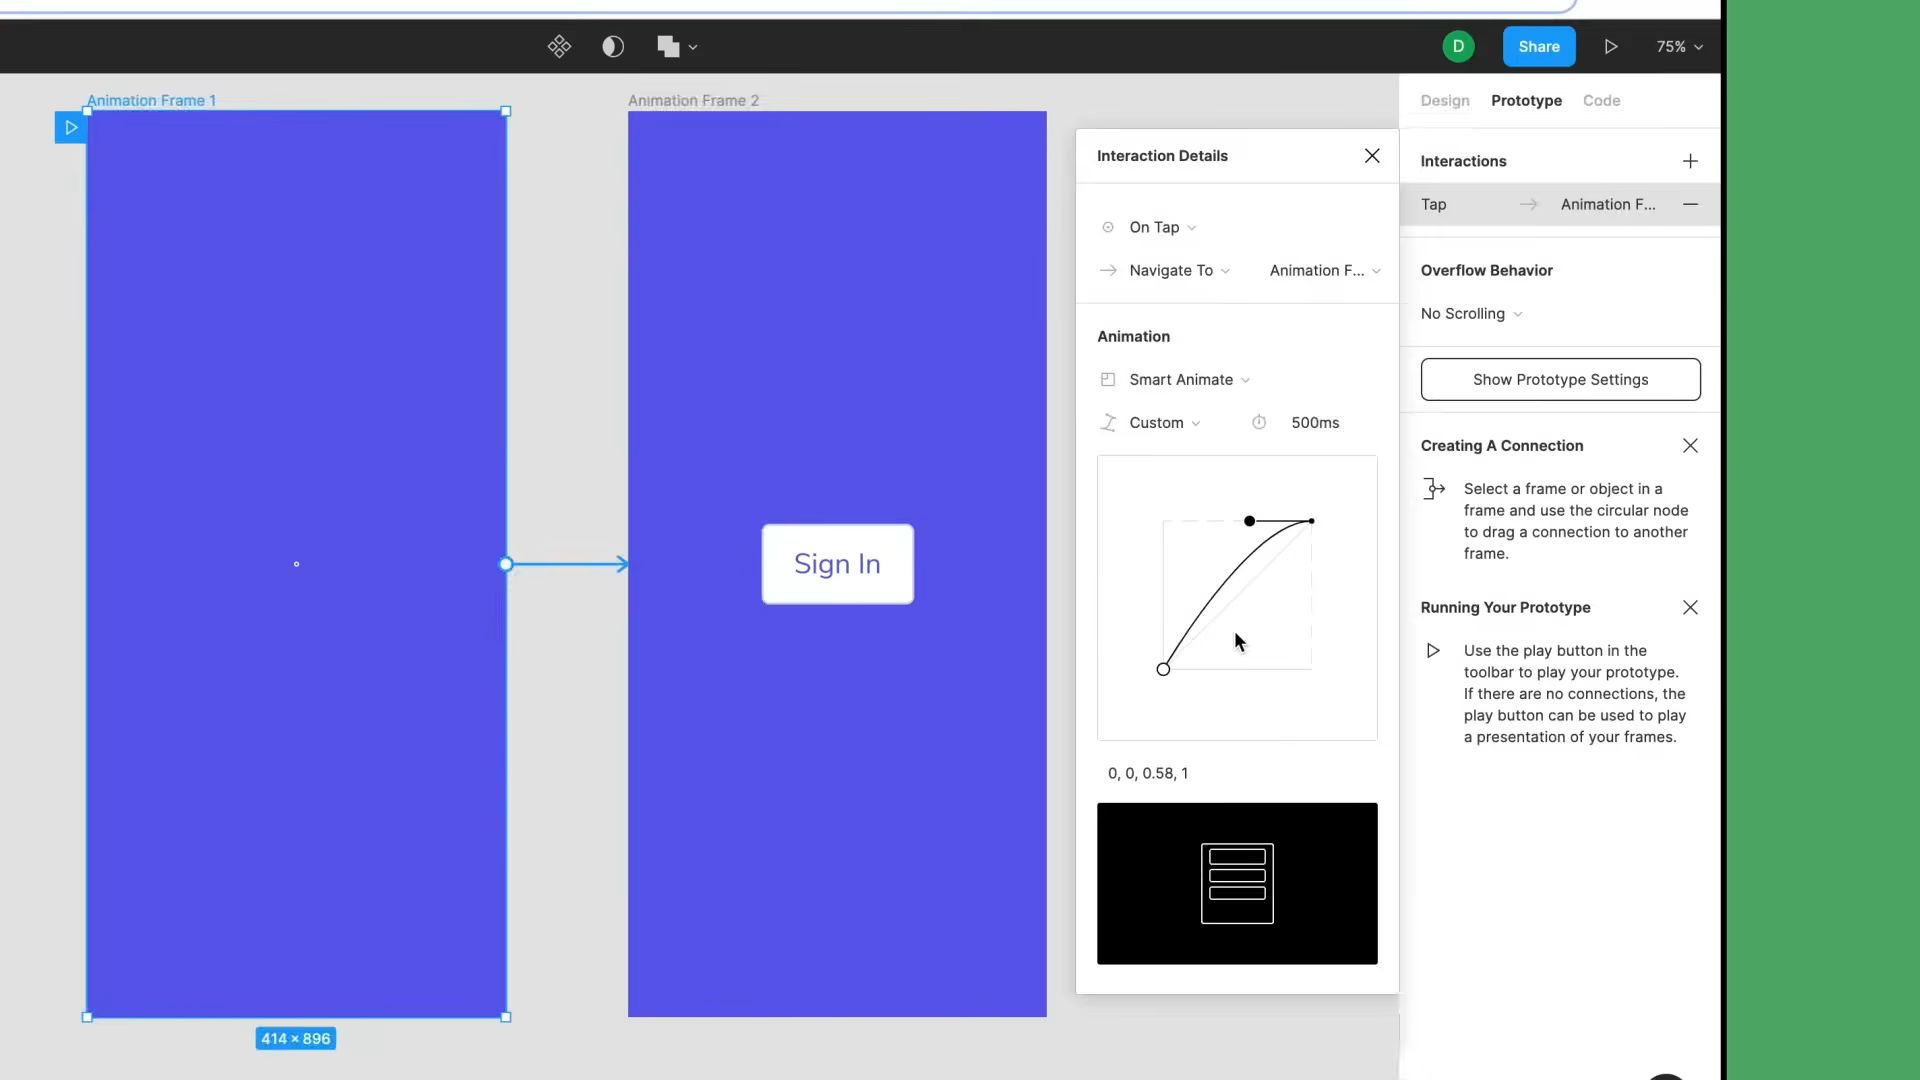 D
Share
75%
Animation Frame 1
Animation Frame 2
Design Prototype Code
Interaction Details
Interactions
Tap Animation F...
On Tap
Navigate To Animation F...
Overflow Behavior
No Scrolling
Animation
Smart Animate
Show Prototype Settings
Custom 500ms
Creating A Connection
Select a frame or object in a
frame and use the circular node
to drag a connection to another
frame.
Sign In
Running Your Prototype
Use the play button in the
toolbar to play your prototype.
If there are no connections, the
play button can be used to play
a presentation of your frames.
0, 0, 0.58, 1
414 × 896